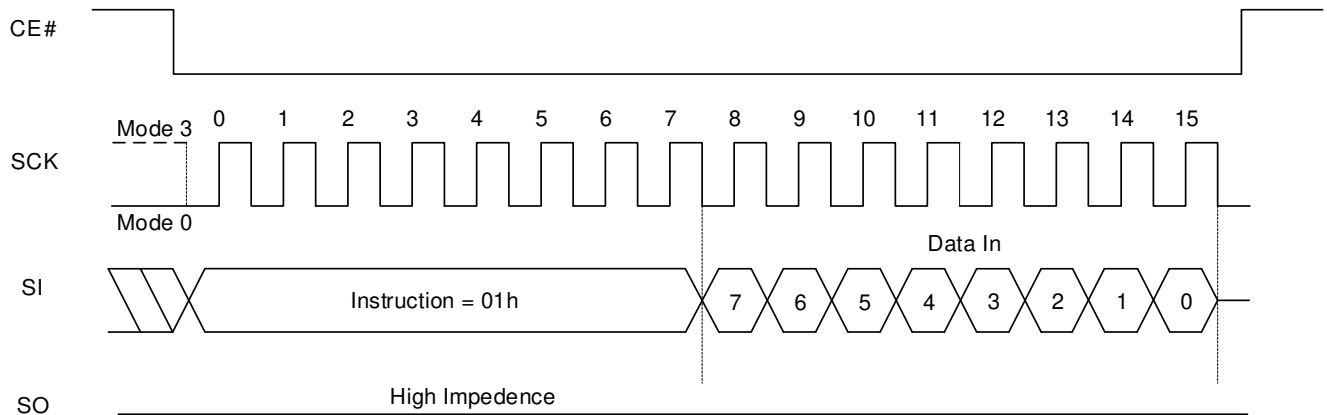 CE#
Mode 3
0 1 2 3 4 5 6 7 8 9 10 11 12 13 14 15
SCK
Mode 0
Data In
SI
Instruction = 01h
7 6 5 4 3 2 1 0
High Impedence
SO